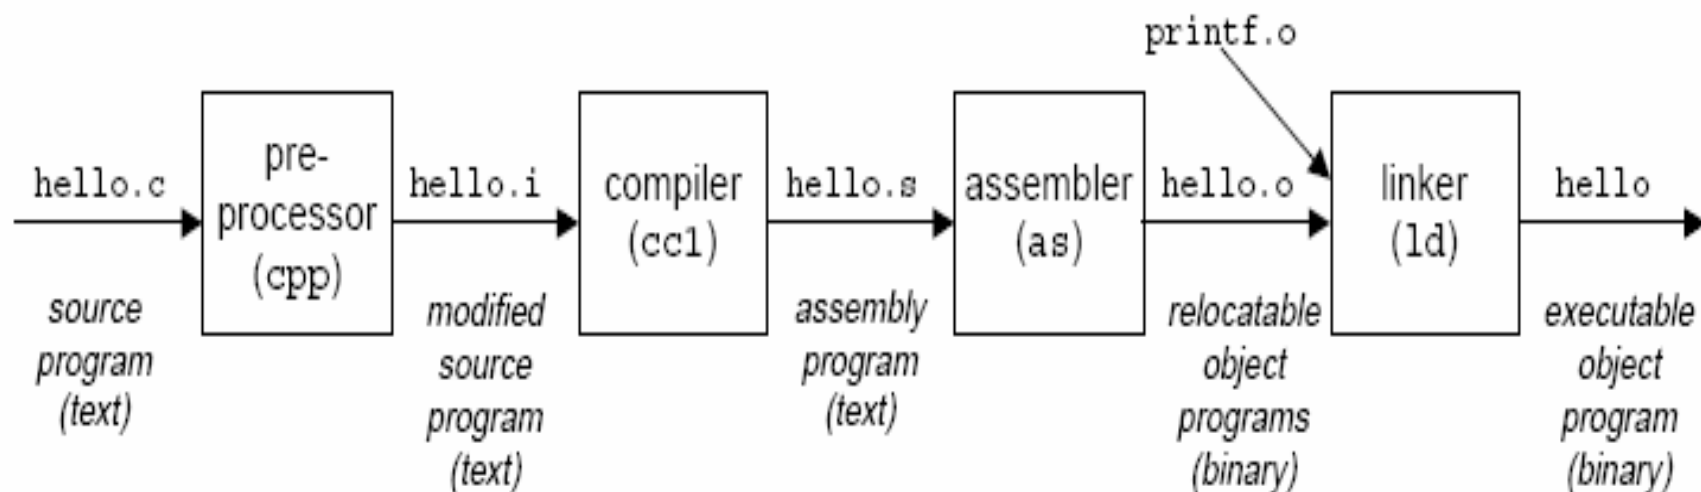 printf.o
hello.c
pre-
processor
(cpp)
hello.i
compiler
(cc1)
hello.s
assembler
(as)
hello.o
linker
(ld)
hello
source
program
(text)
modified
source
program
(text)
assembly
program
(text)
relocatable
object
programs
(binary)
executable
object
program
(binary)